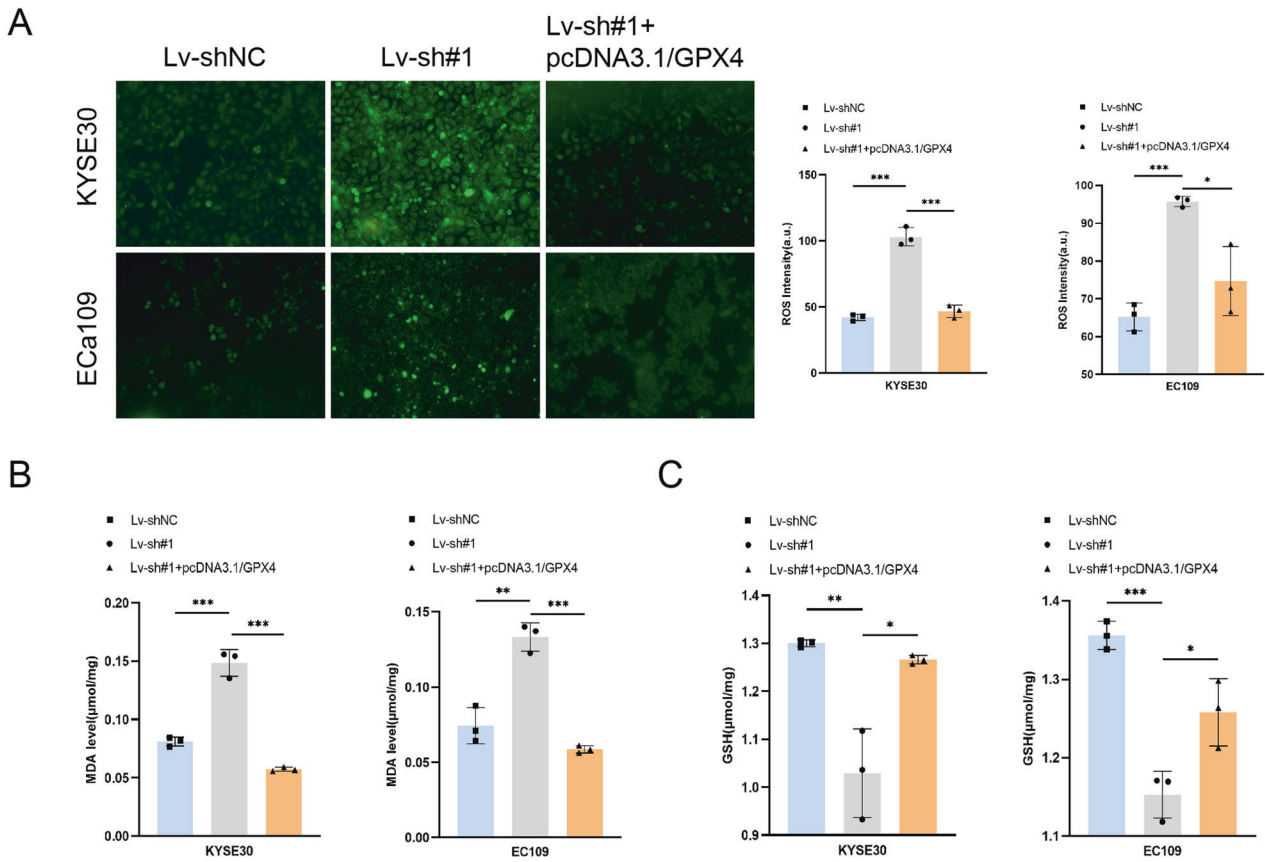 A
Lv-shNC
Lv-sh#1
Lv-sh#1+
pcDNA3.1/GPX4
KYSE30
ECa109
Lv-shNC
Lv-sh#1
Lv-sh#1+pcDNA3.1/GPX4
***
***
ROS Intensity(a.u.)
150
100
50
0
KYSE30
Lv-shNC
Lv-sh#1
Lv-sh#1+pcDNA3.1/GPX4
***
*
ROS Intensity(a.u.)
100
90
80
70
60
50
EC109
B
Lv-shNC
Lv-sh#1
Lv-sh#1+pcDNA3.1/GPX4
***
***
MDA level(μmol/mg)
0.20
0.15
0.10
0.05
0.00
KYSE30
Lv-shNC
Lv-sh#1
Lv-sh#1+pcDNA3.1/GPX4
**
***
MDA level(μmol/mg)
0.15
0.10
0.05
0.00
EC109
C
Lv-shNC
Lv-sh#1
Lv-sh#1+pcDNA3.1/GPX4
**
*
GSH(μmol/mg)
1.4
1.3
1.2
1.1
1.0
0.9
KYSE30
Lv-shNC
Lv-sh#1
Lv-sh#1+pcDNA3.1/GPX4
***
*
GSH(μmol/mg)
1.4
1.3
1.2
1.1
EC109